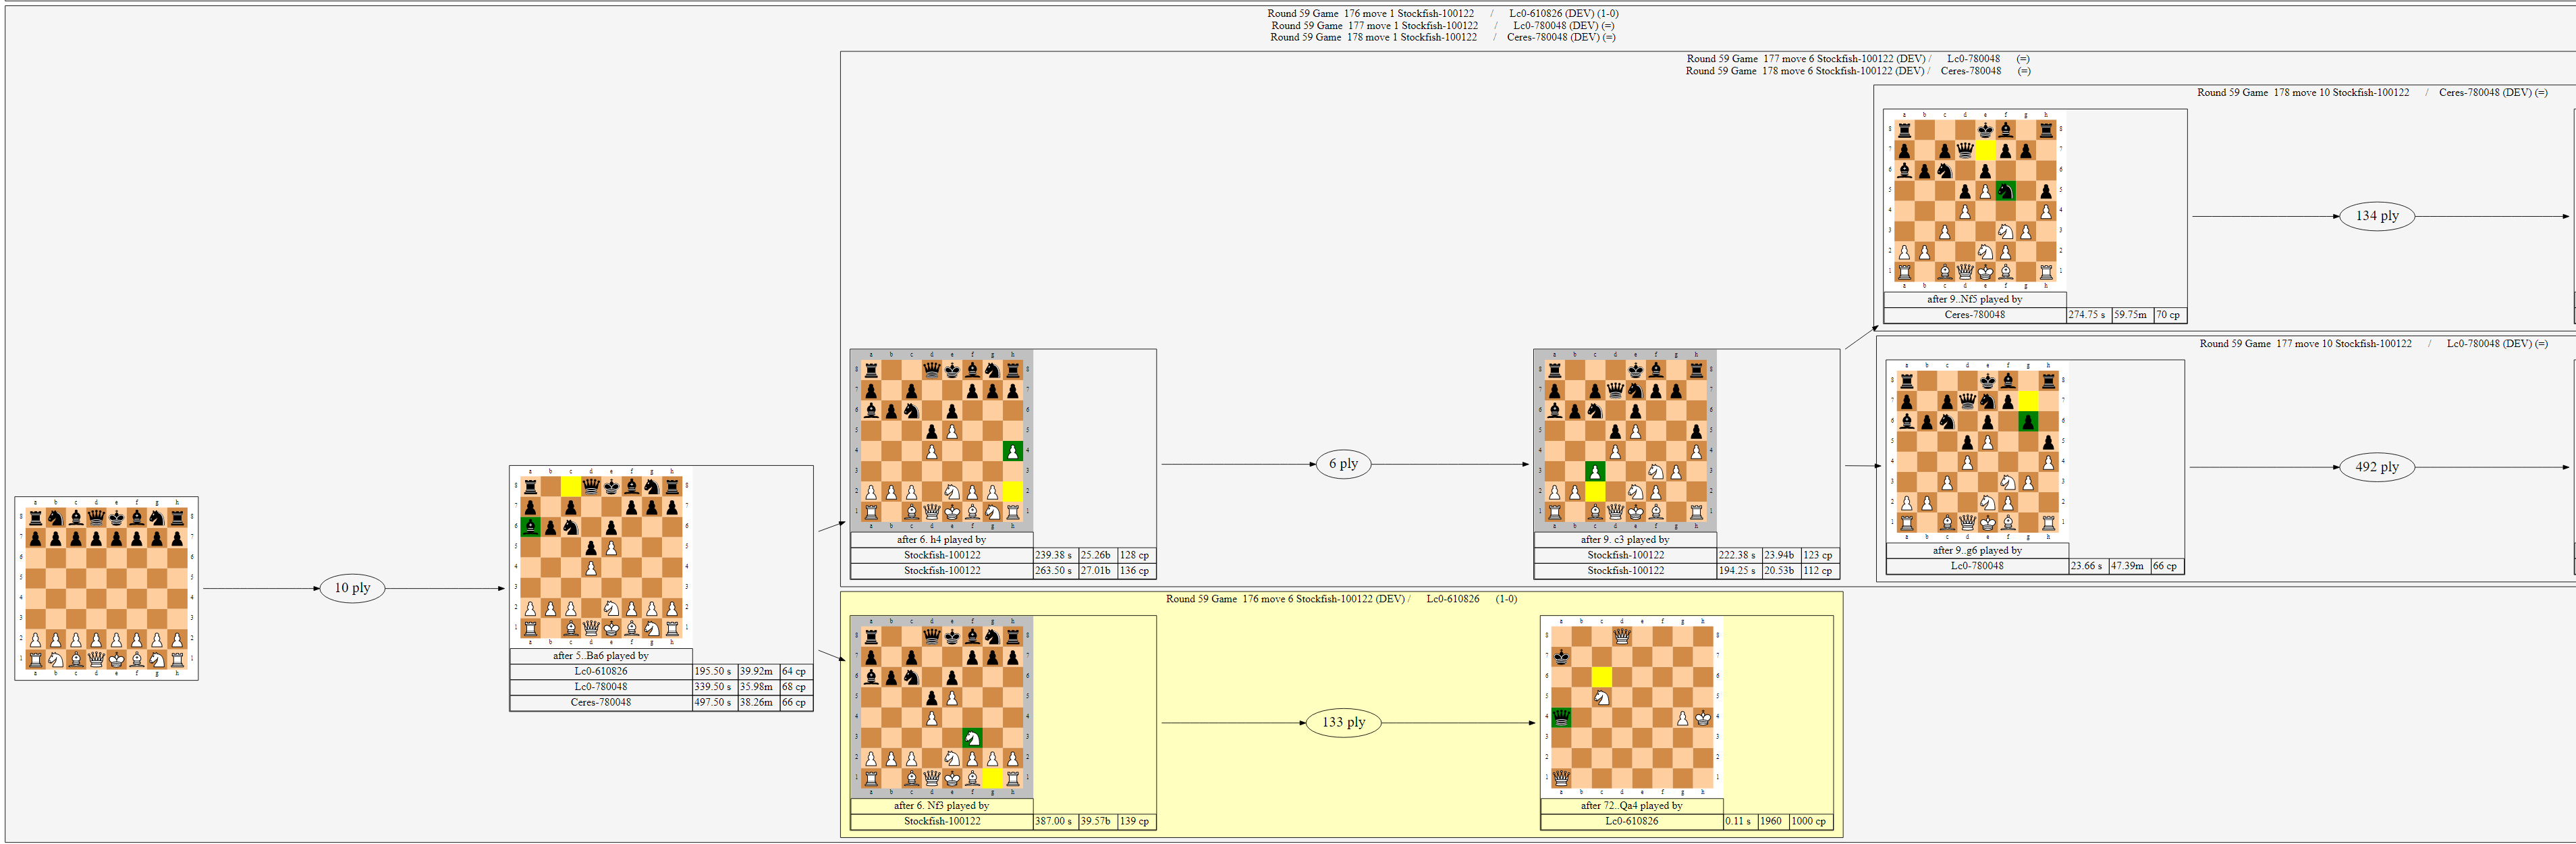 Round 59 Game 176 move 1 Stockfish-100122 / Lc0-610826 (DEV) (1-0)
Round 59 Game 177 move 1 Stockfish-100122 / Lc0-780048 (DEV) (=)
Round 59 Game 178 move 1 Stockfish-100122 / Ceres-780048 (DEV) (=)
Round 59 Game 177 move 6 Stockfish-100122 (DEV) / Lc0-780048 (=)
Round 59 Game 178 move 6 Stockfish-100122 (DEV) / Ceres-780048 (=)
Round 59 Game 178 move 10 Stockfish-100122 / Ceres-780048 (DEV) (=)
134 ply
after 9..Nf5 played by
Ceres-780048 274.75 s 59.75m 70 cp
Round 59 Game 177 move 10 Stockfish-100122 / Lc0-780048 (DEV) (=)
492 ply
after 9..g6 played by
Lc0-780048 23.66 s 47.39m 66 cp
6 ply
after 6. h4 played by
Stockfish-100122 239.38 s 25.26b 128 cp
Stockfish-100122 263.50 s 27.01b 136 cp
after 9. c3 played by
Stockfish-100122 222.38 s 23.94b 123 cp
Stockfish-100122 194.25 s 20.53b 112 cp
10 ply
after 5..Ba6 played by
Lc0-610826 195.50 s 39.92m 64 cp
Lc0-780048 339.50 s 35.98m 68 cp
Ceres-780048 497.50 s 38.26m 66 cp
Round 59 Game 176 move 6 Stockfish-100122 (DEV) / Lc0-610826 (1-0)
133 ply
after 6. Nf3 played by
Stockfish-100122 387.00 s 39.57b 139 cp
after 72..Qa4 played by
Lc0-610826 0.11 s 1960 1000 cp